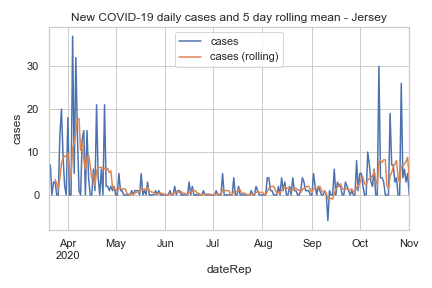 New COVID-19 daily cases and 5 day rolling mean - Jersey
cases
cases (rolling)
30
20
10
0
cases
Apr May Jun Jul Aug Sep Oct Nov
2020
dateRep